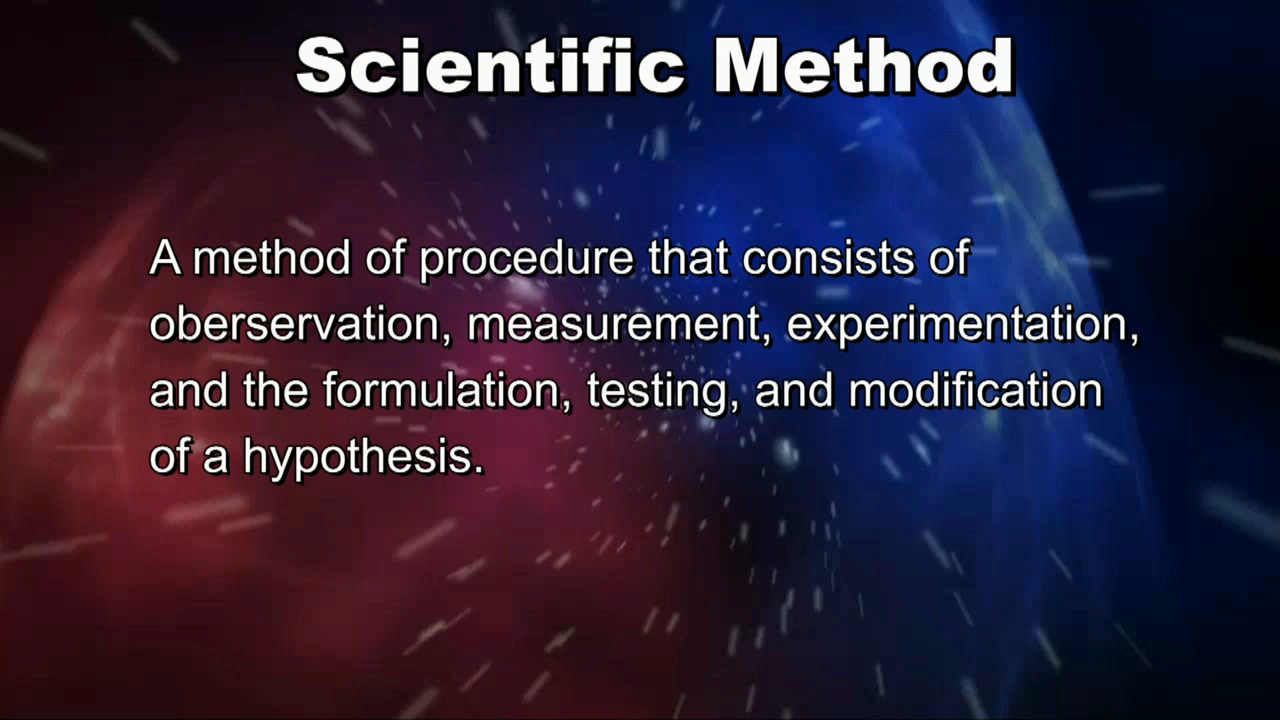 Scientific Method
A method of procedure that consists of
oberservation, measurement, experimentation,
and the formulation, testing, and modification
of a hypothesis.